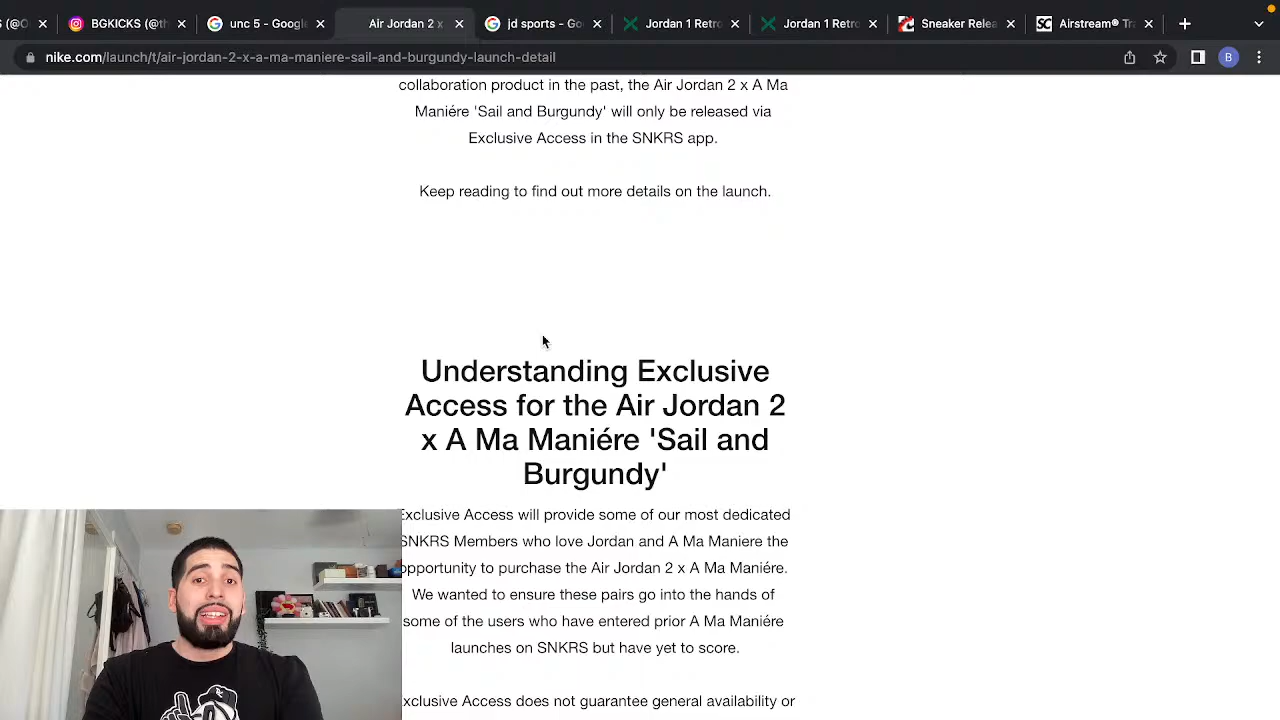 S (@O
BGKICKS (@th
unc 5 - Google
Air Jordan 2 x
jd sports - Go
Jordan 1 Retro
Jordan 1 Retro
Sneaker Relea
SC
Airstream® Tr
nike.com/launch/t/air-jordan-2-x-a-ma-maniere-sail-and-burgundy-launch-detail
B
collaboration product in the past, the Air Jordan 2 x A Ma
Maniére 'Sail and Burgundy' will only be released via
Exclusive Access in the SNKRS app.
Keep reading to find out more details on the launch.
Understanding Exclusive
Access for the Air Jordan 2
x A Ma Maniére 'Sail and
Burgundy'
Exclusive Access will provide some of our most dedicated
SNKRS Members who love Jordan and A Ma Maniere the
opportunity to purchase the Air Jordan 2 x A Ma Maniére.
We wanted to ensure these pairs go into the hands of
some of the users who have entered prior A Ma Maniére
launches on SNKRS but have yet to score.
Exclusive Access does not guarantee general availability or